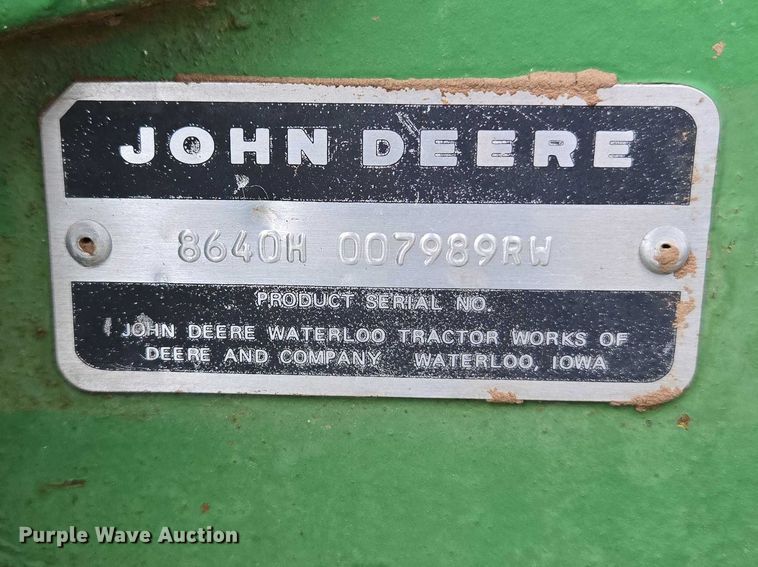 JOHN DEERE
8640H 007989RW
PRODUCT SERIAL NO.
JOHN DEERE WATERLOO TRACTOR WORKS OF
DEERE AND COMPANY WATERLOO, IOWA
Purple Wave Auction